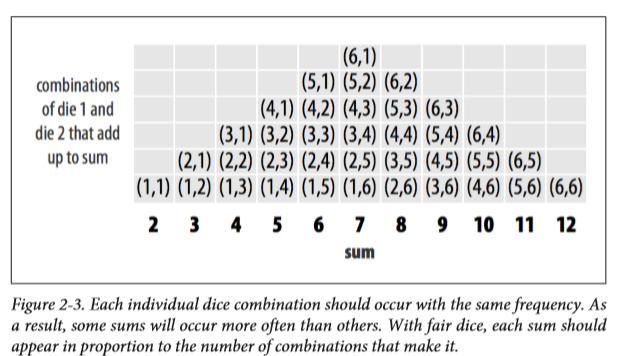 (6,1)
combinations (5,1) (5,2) (6,2)
of die 1 and (4,1) (4,2) (4,3) (5,3) (6,3)
die 2 that add (3,1) (3,2) (3,3) (3,4) (4,4) (5,4) (6,4)
up to sum (2,1) (2,2) (2,3) (2,4) (2,5) (3,5) (4,5) (5,5) (6,5)
(1,1) (1,2) (1,3) (1,4) (1,5) (1,6) (2,6) (3,6) (4,6) (5,6) (6,6)
2 3 4 5 6 7 8 9 10 11 12
sum
Figure 2-3. Each individual dice combination should occur with the same frequency. As
a result, some sums will occur more often than others. With fair dice, each sum should
appear in proportion to the number of combinations that make it.